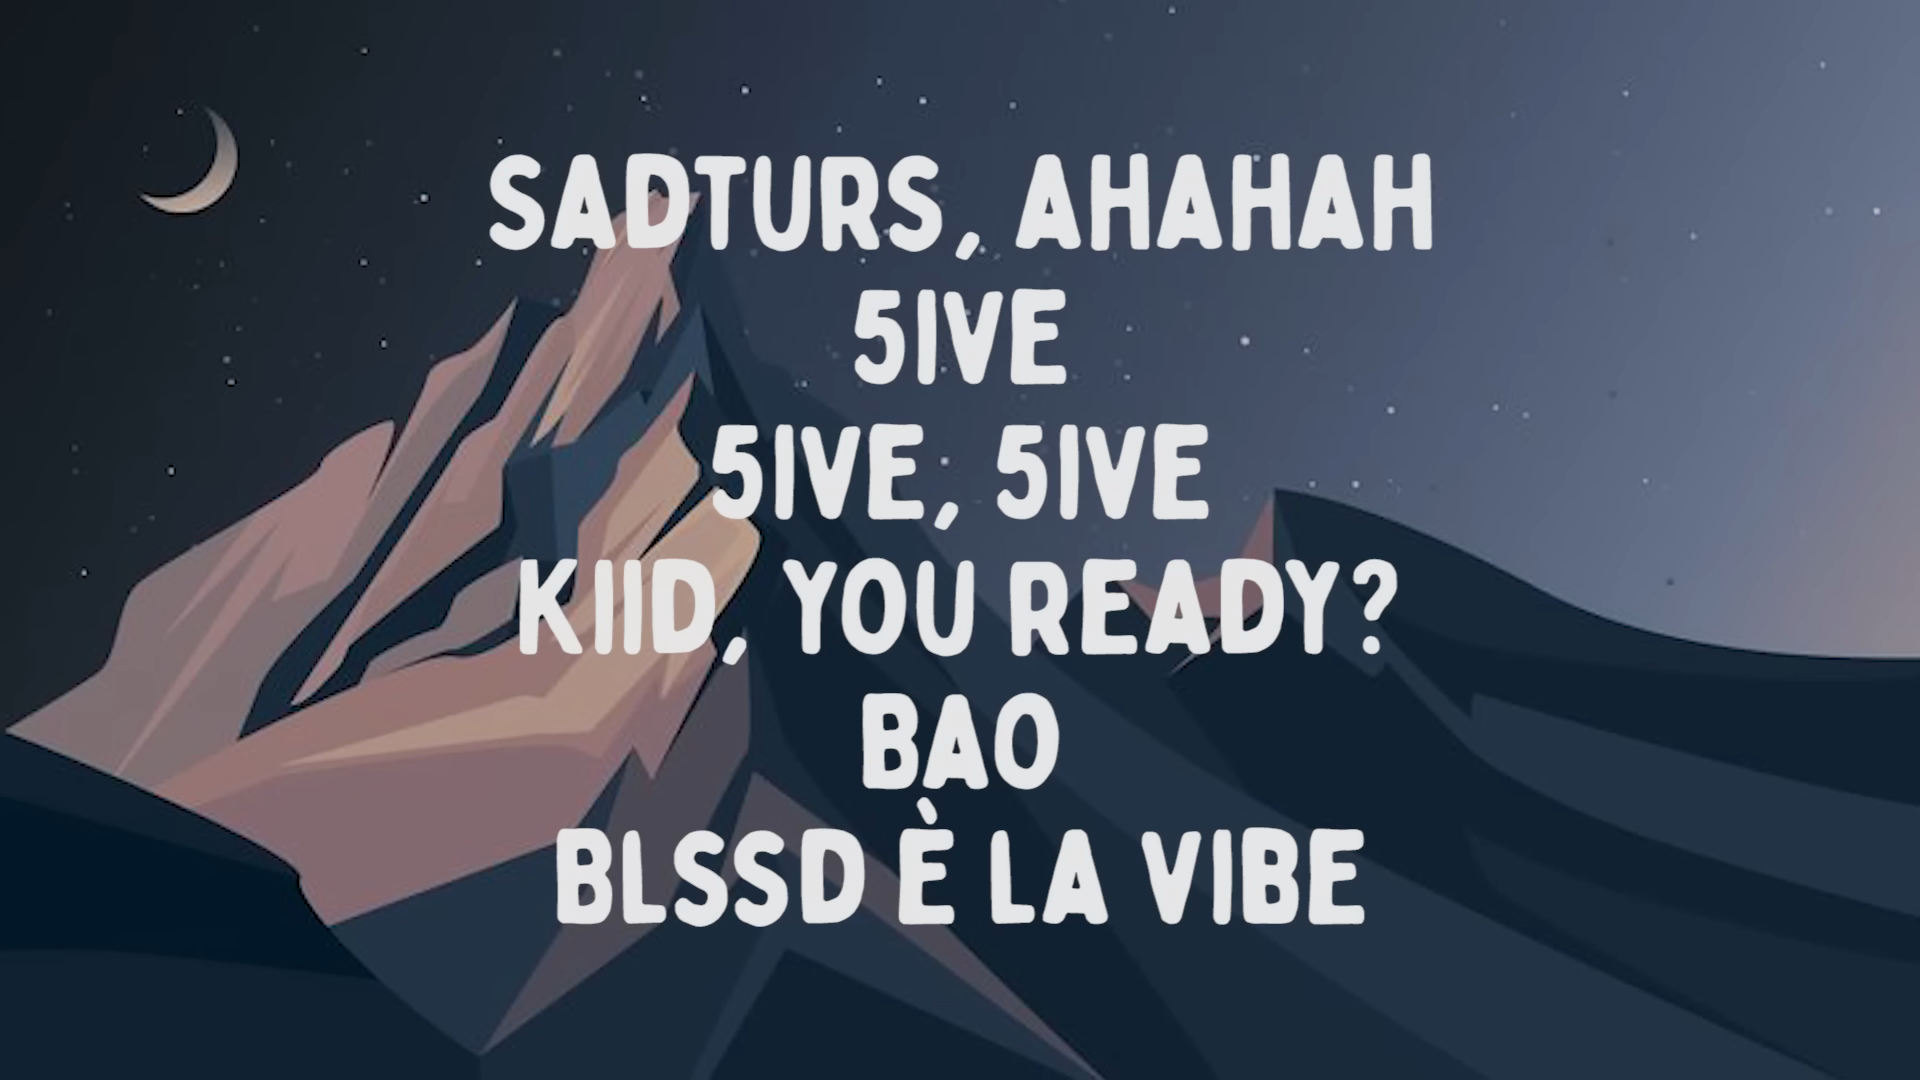 SADTURS, AHAHAH
5IVE
5IVE, 5IVE
KIID, YOU READY?
BAO
BLSSD È LA VIBE